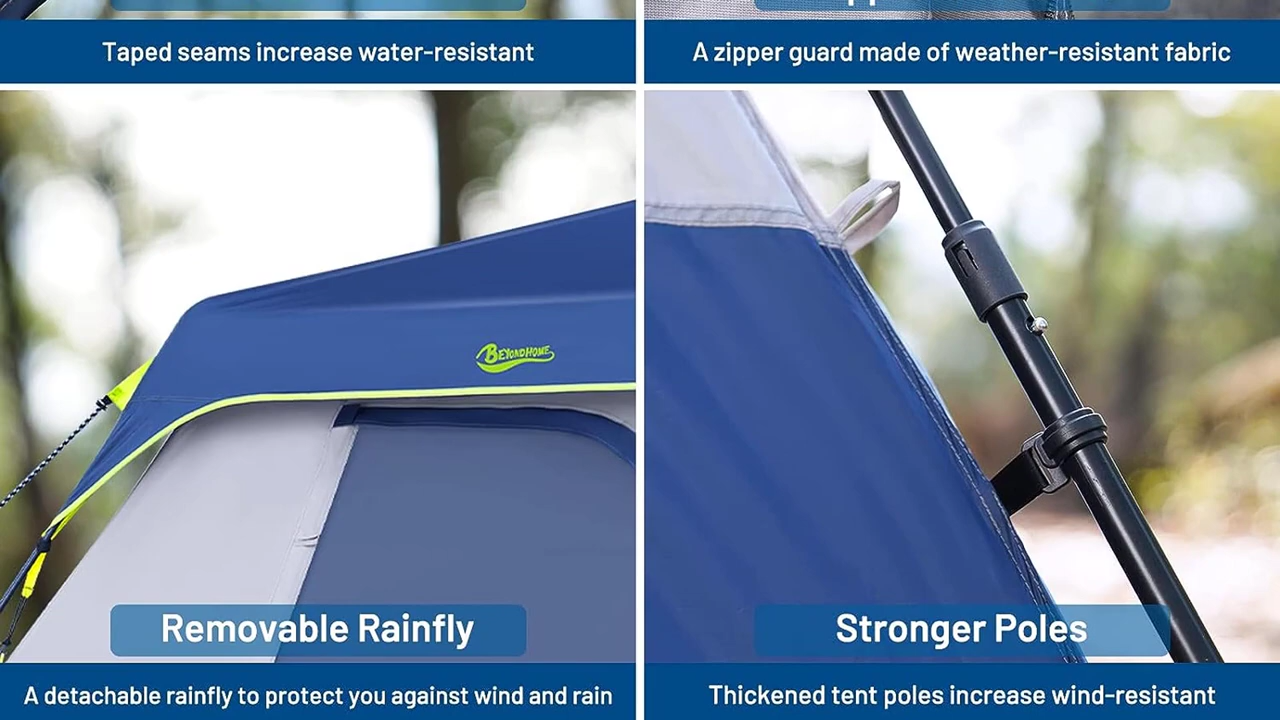 Taped seams increase water-resistant
A zipper guard made of weather-resistant fabric
BEYONDHOME
Removable Rainfly
Stronger Poles
A detachable rainfly to protect you against wind and rain
Thickened tent poles increase wind-resistant